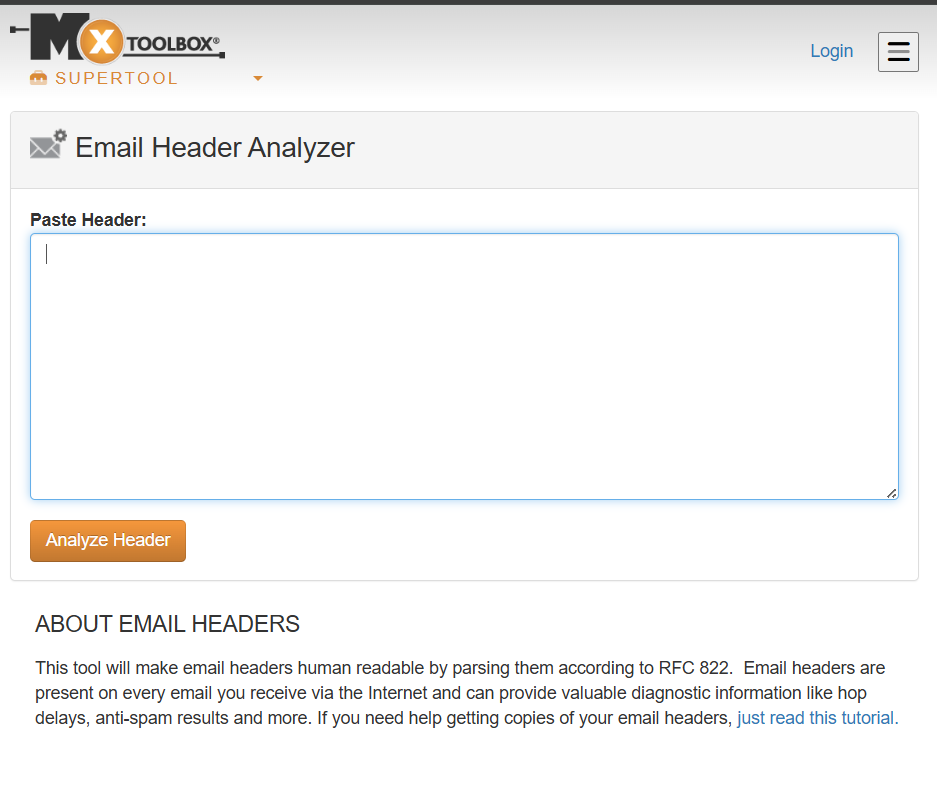 MX TOOLBOX®
SUPERTOOL
Login
Email Header Analyzer
Paste Header:
Analyze Header
ABOUT EMAIL HEADERS
This tool will make email headers human readable by parsing them according to RFC 822.  Email headers are
present on every email you receive via the Internet and can provide valuable diagnostic information like hop
delays, anti-spam results and more. If you need help getting copies of your email headers, just read this tutorial.